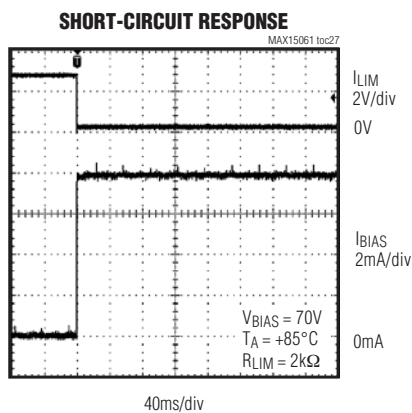 SHORT-CIRCUIT RESPONSE
MAX15061 toc27
T
ILIM
2V/div
0V
IBIAS
2mA/div
VBIAS = 70V
TA = +85°C
RLIM = 2kΩ
0mA
40ms/div